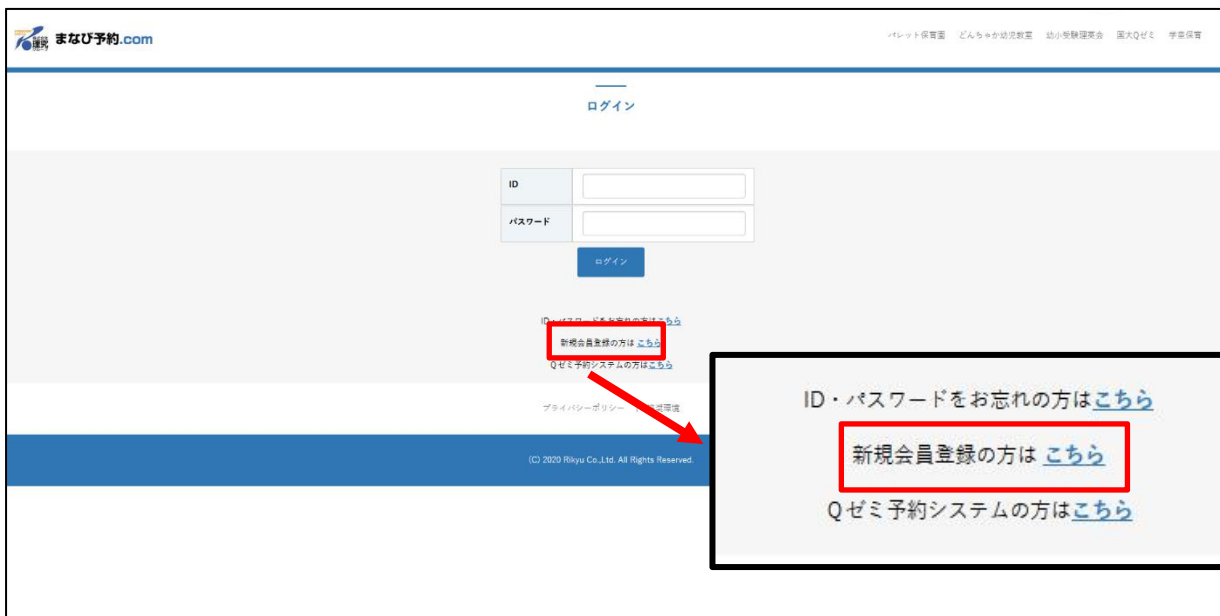 理究 まなび予約.com
パレット保育園 どんちゃか幼児教室 幼小受験理英会 国大Qゼミ 学童保育
ログイン
ID
パスワード
ログイン
ID・パスワードをお忘れの方はこちら
新規会員登録の方は こちら
Qゼミ予約システムの方はこちら
プライバシーポリシー
(C) 2020 Rikyu Co.,Ltd. All Rights Reserved.
ID・パスワードをお忘れの方はこちら
新規会員登録の方は こちら
Qゼミ予約システムの方はこちら